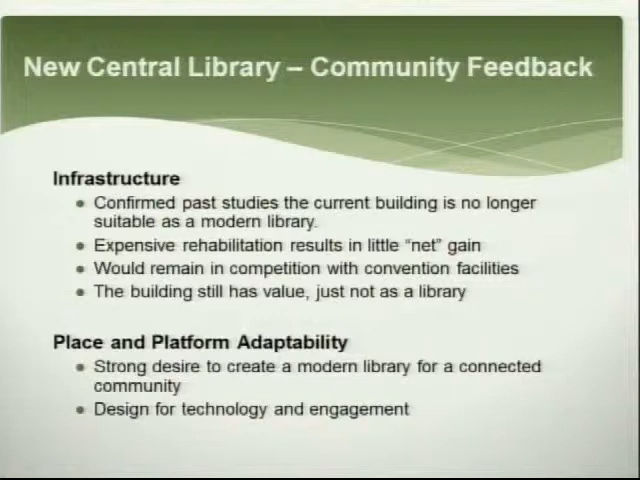 New Central Library – Community Feedback
Infrastructure
• Confirmed past studies the current building is no longer
suitable as a modern library.
• Expensive rehabilitation results in little “net” gain
• Would remain in competition with convention facilities
• The building still has value, just not as a library
Place and Platform Adaptability
• Strong desire to create a modern library for a connected
community
• Design for technology and engagement